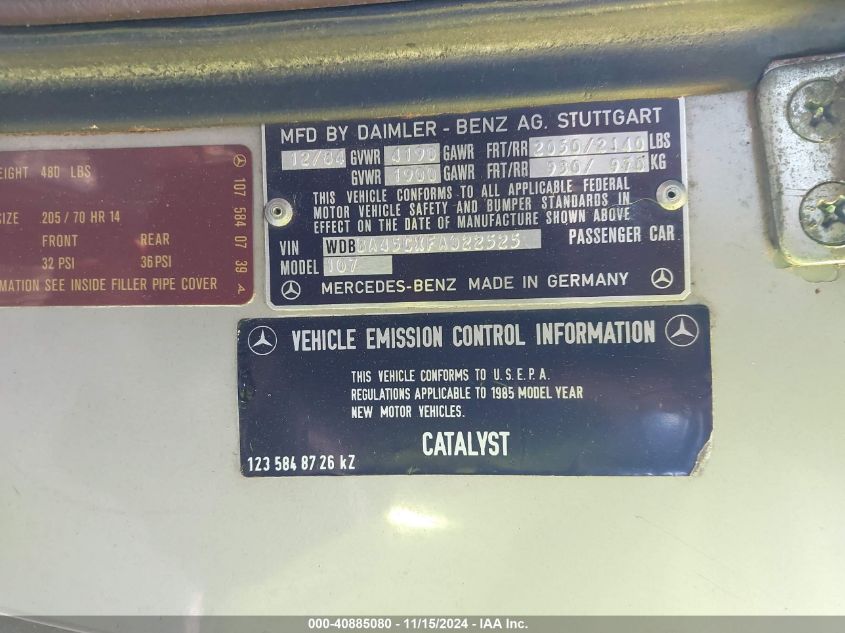 MFD BY DAIMLER - BENZ AG. STUTTGART
12/84 GVWR 4190 GAWR FRT/RR 2050/2140 LBS
GVWR 1900 GAWR FRT/RR 930/ 970 KG
THIS VEHICLE CONFORMS TO ALL APPLICABLE FEDERAL
MOTOR VEHICLE SAFETY AND BUMPER STANDARDS IN
EFFECT ON THE DATE OF MANUFACTURE SHOWN ABOVE
VIN WDBBA45CXFA022525 PASSENGER CAR
MODEL 107
MERCEDES-BENZ MADE IN GERMANY
EIGHT 480 LBS
SIZE 205/70 HR 14
FRONT REAR
32 PSI 36 PSI
MATION SEE INSIDE FILLER PIPE COVER
107 584 07 39 A
VEHICLE EMISSION CONTROL INFORMATION
THIS VEHICLE CONFORMS TO U.S.E.P.A.
REGULATIONS APPLICABLE TO 1985 MODEL YEAR
NEW MOTOR VEHICLES.
CATALYST
123 584 87 26 kZ
000-40885080 - 11/15/2024 - IAA Inc.